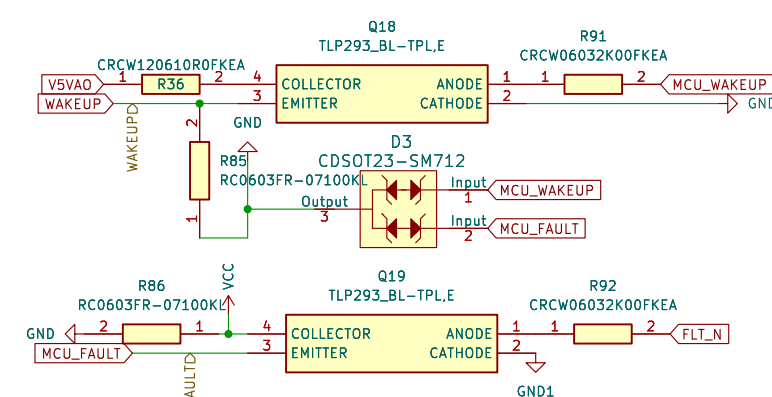 Q18
TLP293_BL-TPL,E
R91
CRCW06032K00FKEA
CRCW120610R0FKEA
V5VAO 1 R36 2 4 COLLECTOR ANODE 1 1 2 MCU_WAKEUP
WAKEUP 3 EMITTER CATHODE 2 GND
WAKEUP
2
GND
D3
CDSOT23-SM712
R85
RC0603FR-07100KL
Input 1 MCU_WAKEUP
Output 3
1
Input 2 MCU_FAULT
R86
RC0603FR-07100KL
VCC
Q19
TLP293_BL-TPL,E
R92
CRCW06032K00FKEA
GND 2 1 4 COLLECTOR ANODE 1 1 2 FLT_N
MCU_FAULT 3 EMITTER CATHODE 2
AULT
GND1